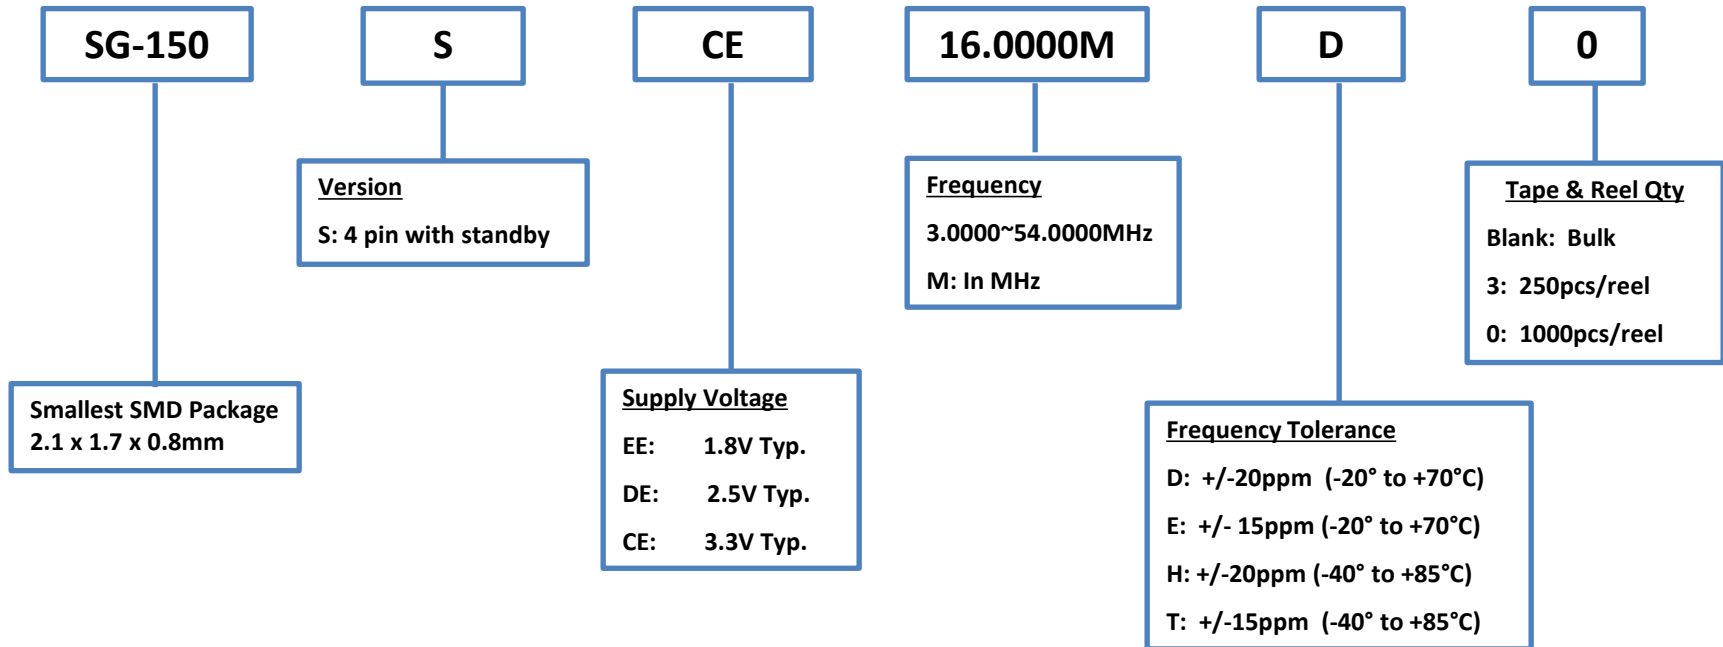 SG-150
S
CE
16.0000M
D
0
Version
S: 4 pin with standby
Frequency
3.0000~54.0000MHz
M: In MHz
Tape & Reel Qty
Blank: Bulk
3: 250pcs/reel
0: 1000pcs/reel
Smallest SMD Package
2.1 x 1.7 x 0.8mm
Supply Voltage
EE: 1.8V Typ.
DE: 2.5V Typ.
CE: 3.3V Typ.
Frequency Tolerance
D: +/-20ppm (-20° to +70°C)
E: +/- 15ppm (-20° to +70°C)
H: +/-20ppm (-40° to +85°C)
T: +/-15ppm (-40° to +85°C)